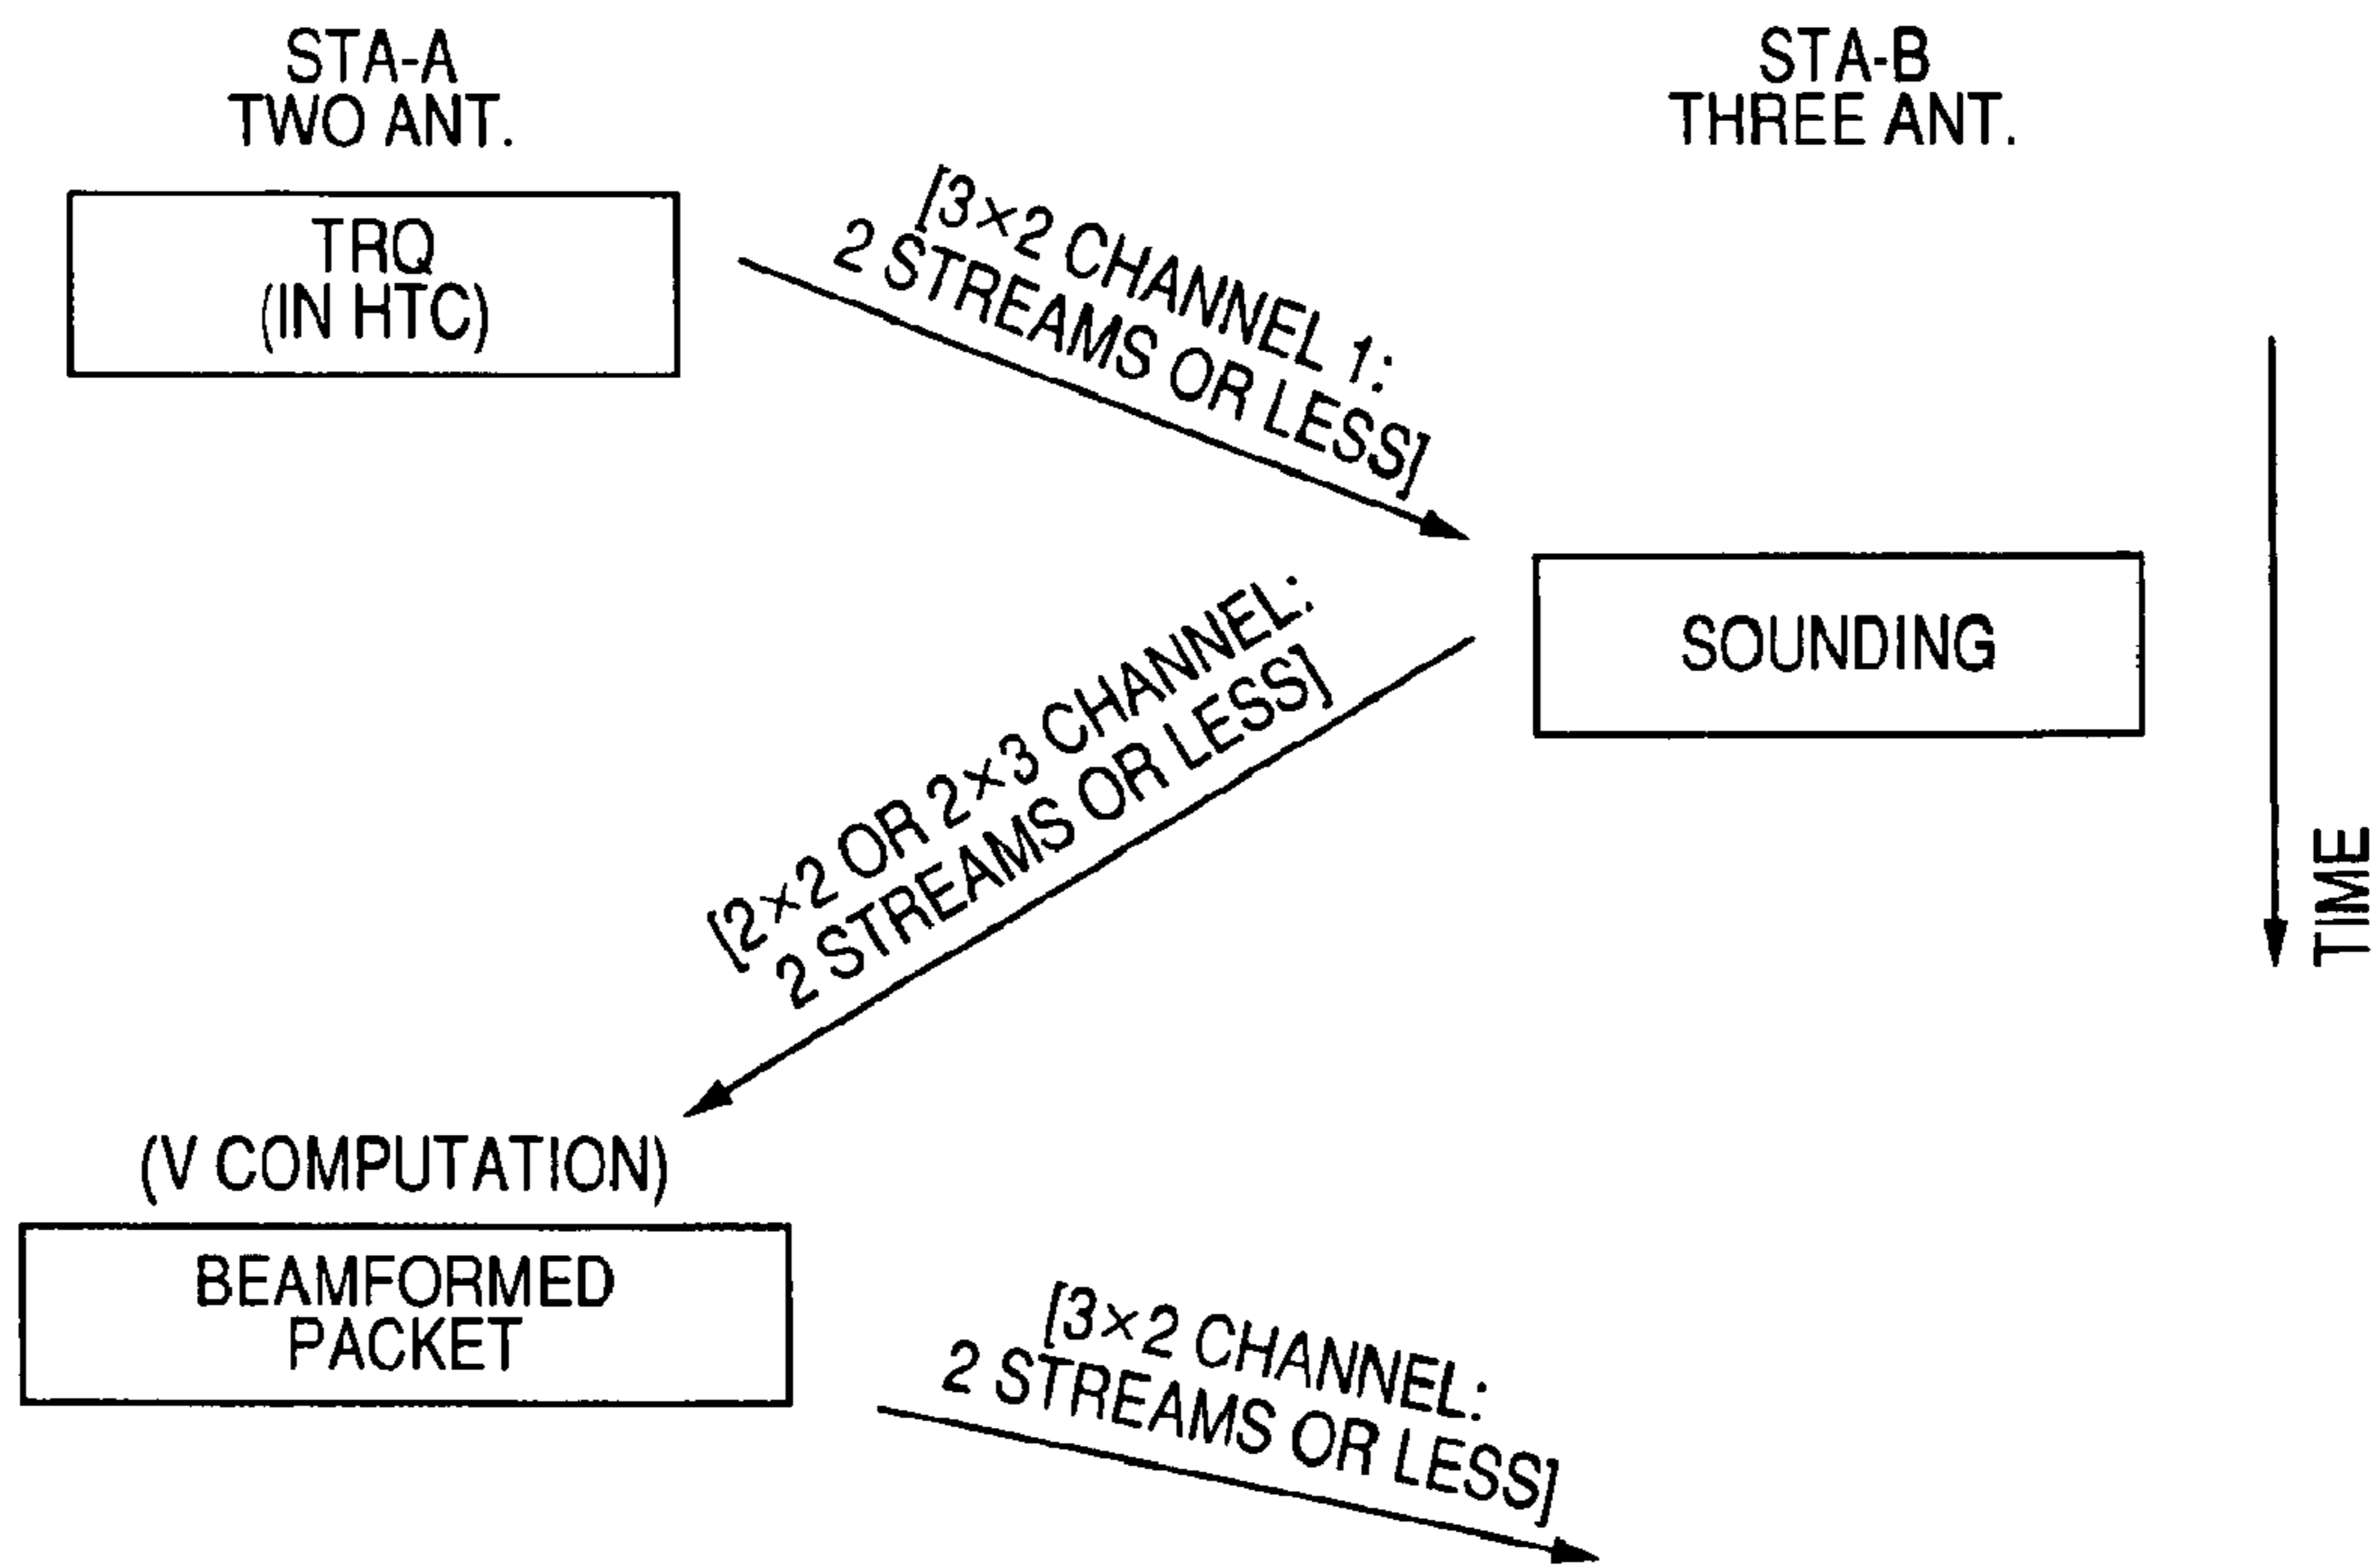 STA-A
TWO ANT.
STA-B
THREE ANT.
TRQ
(IN HTC)
[3×2 CHANNEL 1:
2 STREAMS OR LESS]
SOUNDING
[2×2 OR 2×3 CHANNEL:
2 STREAMS OR LESS]
TIME
(V COMPUTATION)
BEAMFORMED
PACKET
[3×2 CHANNEL:
2 STREAMS OR LESS]